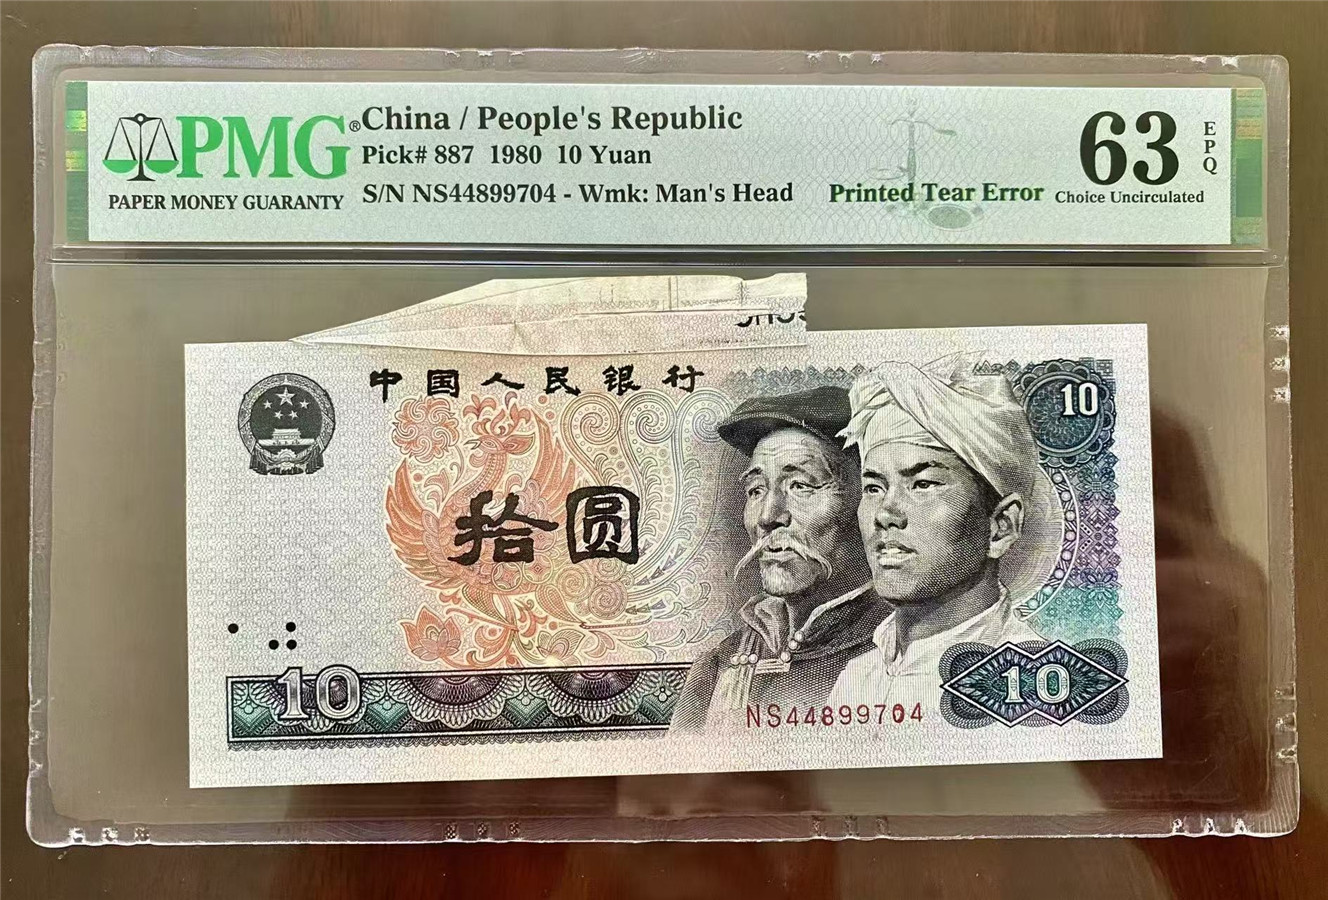 PMG®
PAPER MONEY GUARANTY
China / People's Republic
Pick# 887 1980 10 Yuan
S/N NS44899704 - Wmk: Man's Head
Printed Tear Error
63
EPQ
Choice Uncirculated
中国人民银行
10
拾圆
10
NS44899704
10